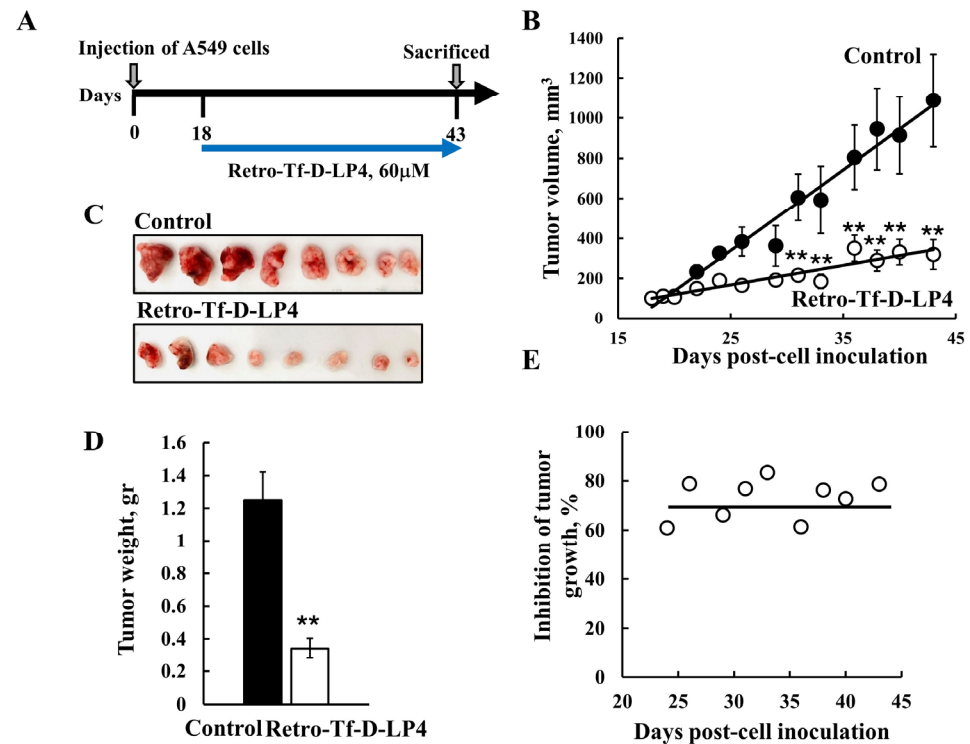 A
Injection of A549 cells
Sacrificed
Days
0
18
43
Retro-Tf-D-LP4, 60μM
B
Tumor volume, mm³
1400
1200
1000
800
600
400
200
0
Control
** ** ** ** ** **
Retro-Tf-D-LP4
15 25 35 45
Days post-cell inoculation
C
Control
Retro-Tf-D-LP4
D
Tumor weight, gr
1.6
1.4
1.2
1
0.8
0.6
0.4
0.2
0
**
Control Retro-Tf-D-LP4
E
Inhibition of tumor
growth, %
100
80
60
40
20
0
20 25 30 35 40 45
Days post-cell inoculation